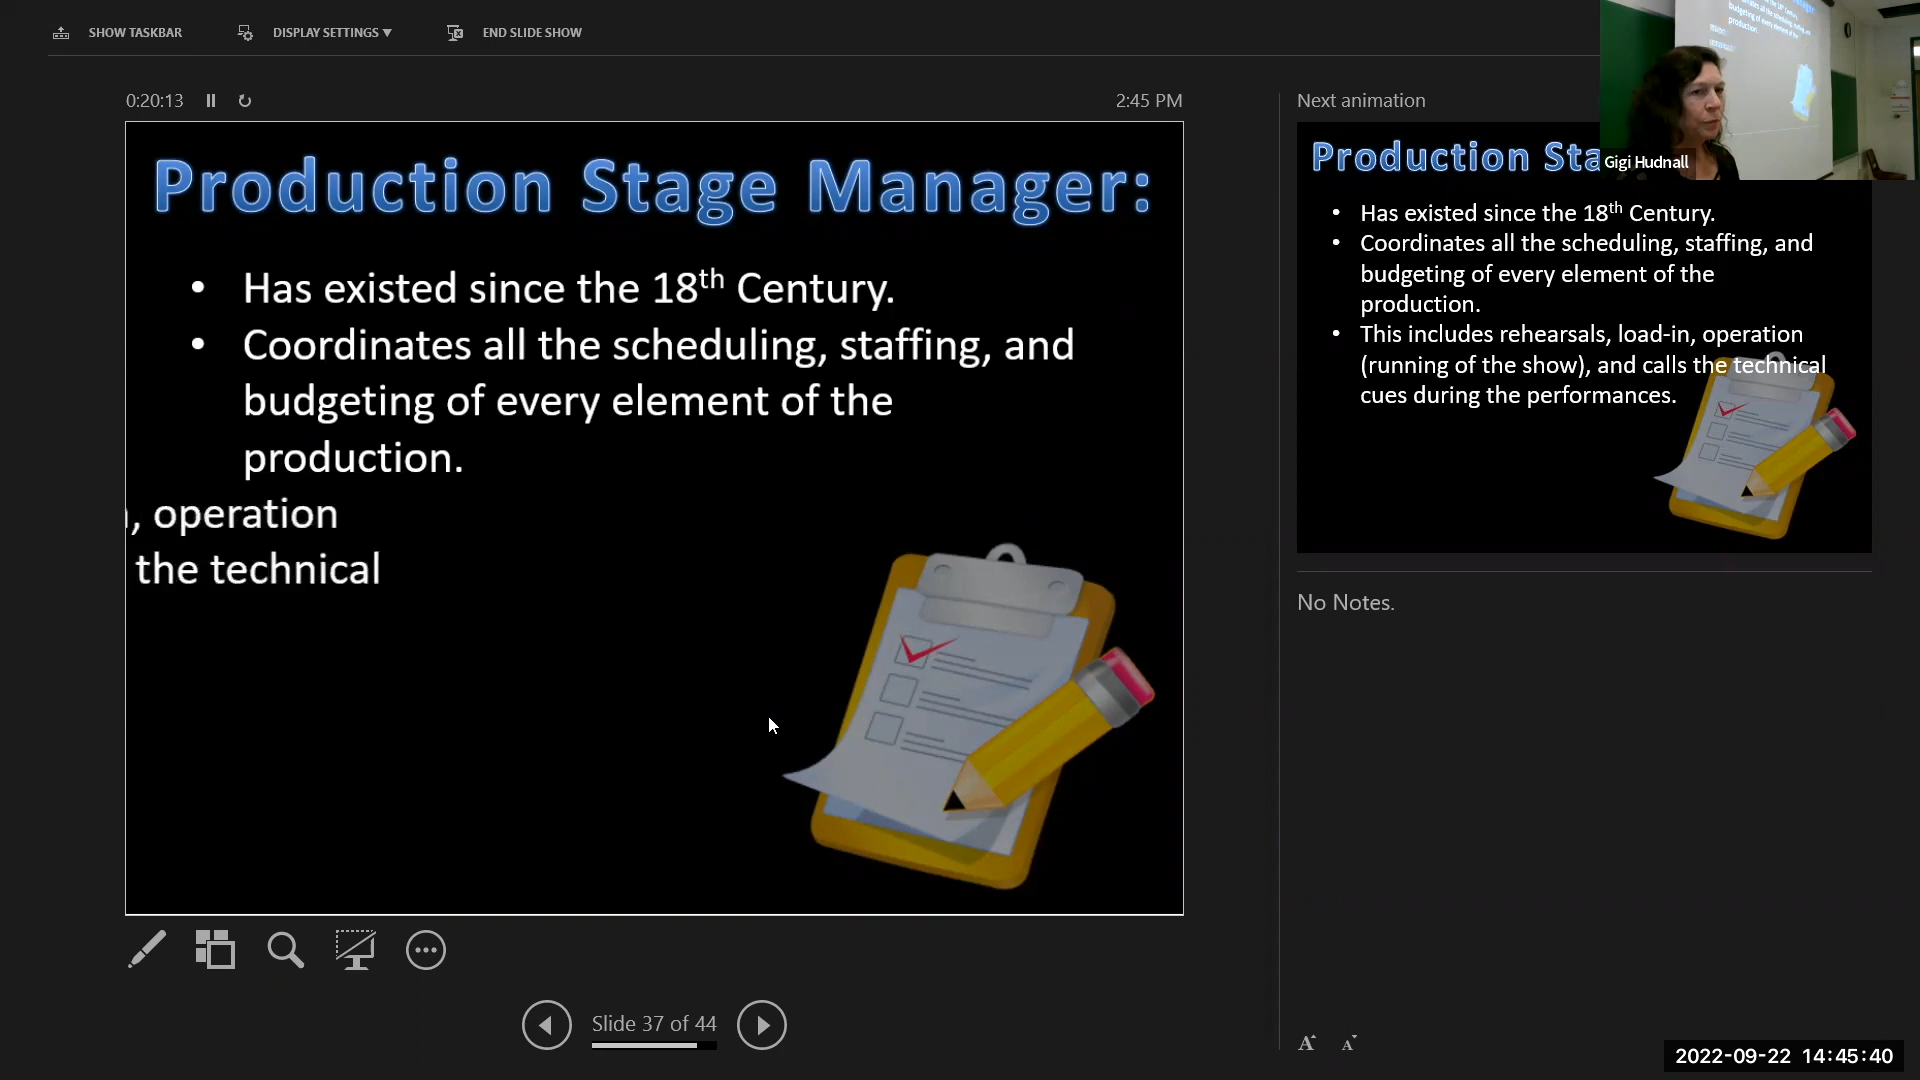 SHOW TASKBAR
DISPLAY SETTINGS ▼
END SLIDE SHOW
0:20:13
2:45 PM
Production Stage Manager:
• Has existed since the 18th Century.
• Coordinates all the scheduling, staffing, and
budgeting of every element of the
production.
, operation
the technical
Slide 37 of 44
Next animation
Production Sta
• Has existed since the 18th Century.
• Coordinates all the scheduling, staffing, and
budgeting of every element of the
production.
• This includes rehearsals, load-in, operation
(running of the show), and calls the technical
cues during the performances.
No Notes.
A A
Gigi Hudnall
2022-09-22 14:45:40